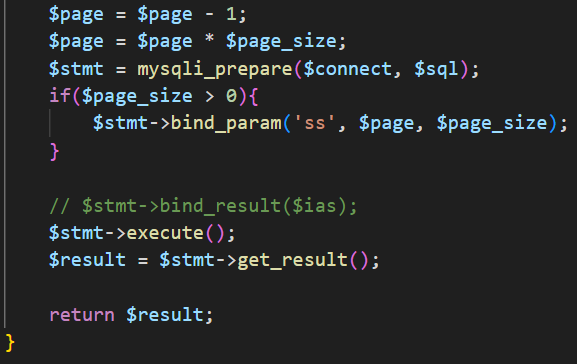 $page = $page - 1;
$page = $page * $page_size;
$stmt = mysqli_prepare($connect, $sql);
if($page_size > 0){
$stmt->bind_param('ss', $page, $page_size);
}
// $stmt->bind_result($ias);
$stmt->execute();
$result = $stmt->get_result();
return $result;
}